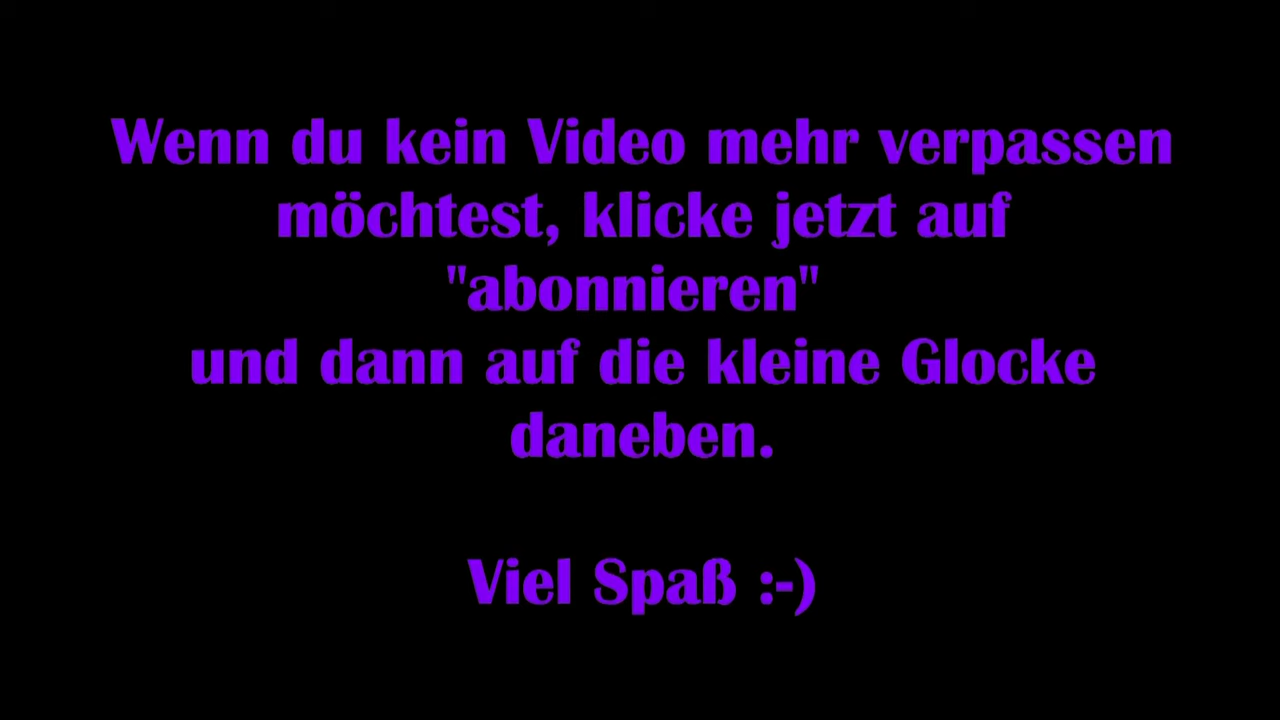 Wenn du kein Video mehr verpassen
möchtest, klicke jetzt auf
"abonnieren"
und dann auf die kleine Glocke
daneben.
Viel Spaß :-)